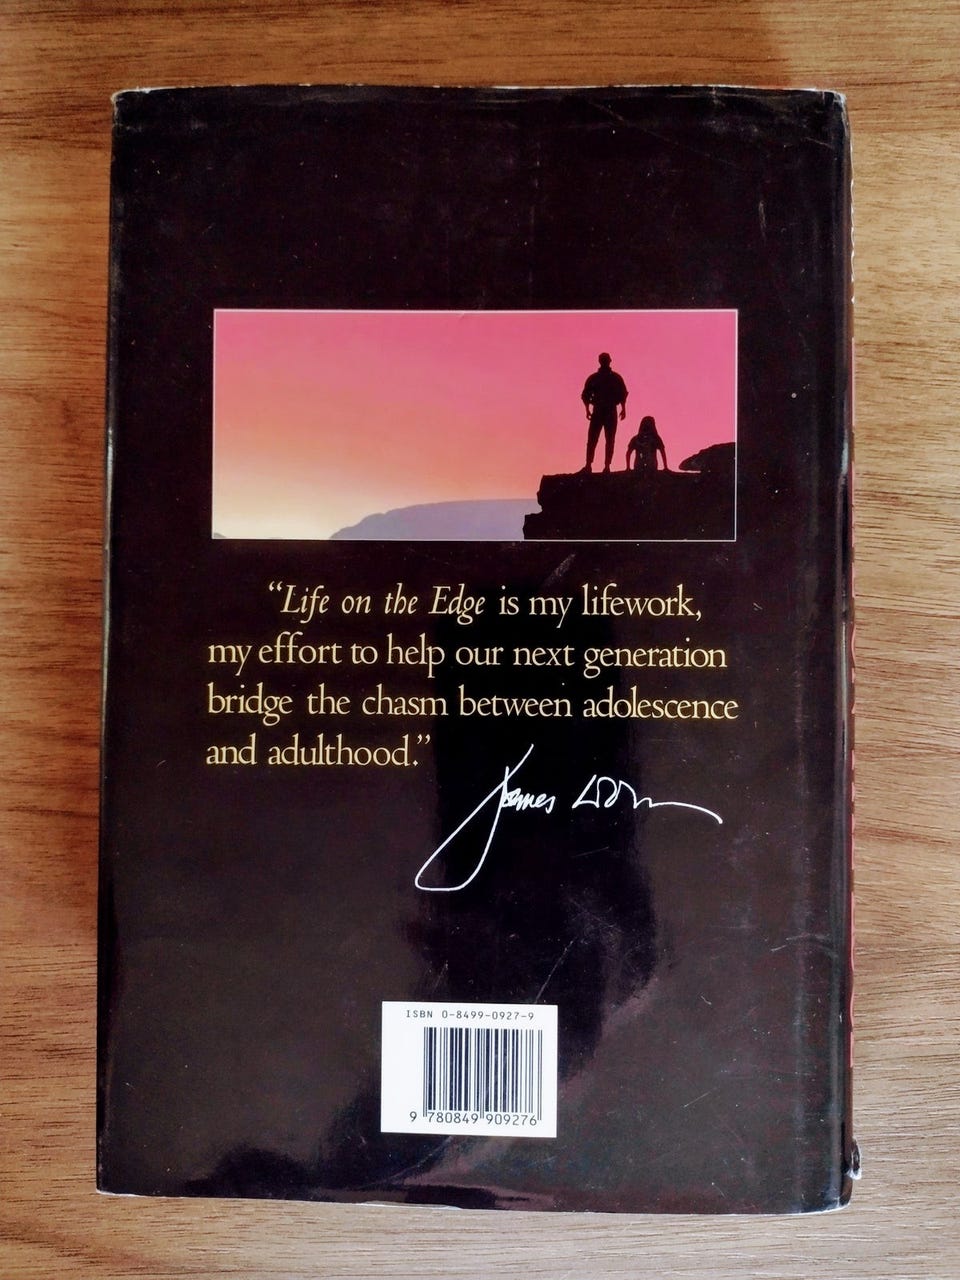 “Life on the Edge is my lifework,
my effort to help our next generation
bridge the chasm between adolescence
and adulthood.”
James
ISBN 0-8499-0927-9
9 780849 909276